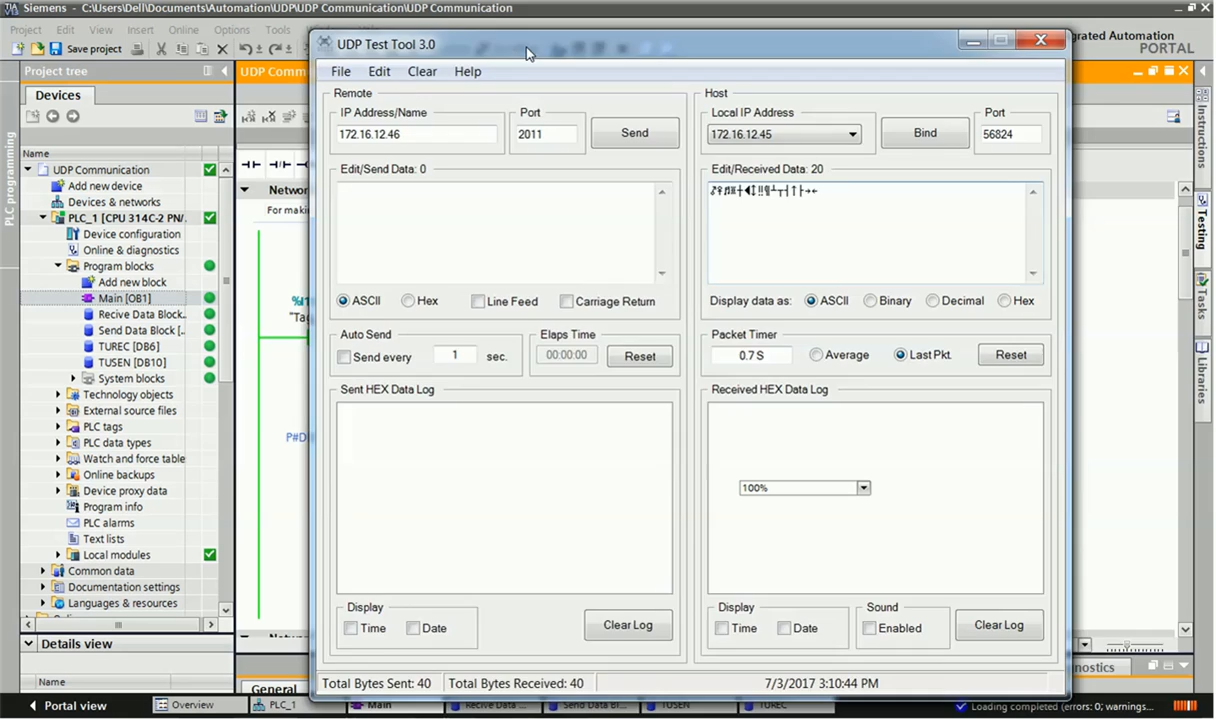 Siemens - C:\Users\Dell\Documents\Automation\UDP\UDP Communication\UDP Communication
Project Edit View Insert Online Options Tools
Save project
Integrated Automation
PORTAL
Project tree
Devices
PLC programming
Name
UDP Communication
Add new device
Devices & networks
PLC_1 [CPU 314C-2 PN/.
Device configuration
Online & diagnostics
Program blocks
Add new block
Main [OB1]
Recive Data Block..
Send Data Block [..
TUREC [DB6]
TUSEN [DB10]
System blocks
Technology objects
External source files
PLC tags
PLC data types
Watch and force table
Online backups
Device proxy data
Program info
PLC alarms
Text lists
Local modules
Common data
Documentation settings
Languages & resources
Details view
Name
UDP Comm
Netwo
For makin
%I1
"Ta
P#D
Netwo
General
UDP Test Tool 3.0
File Edit Clear Help
Remote
IP Address/Name
172.16.12.46
Port
2011
Send
Edit/Send Data: 0
ASCII Hex Line Feed Carriage Return
Auto Send
Send every 1 sec.
Elaps Time
00:00:00
Reset
Sent HEX Data Log
Display
Time Date
Clear Log
Total Bytes Sent: 40
Host
Local IP Address
172.16.12.45
Bind
Port
56824
Edit/Received Data: 20
Display data as: ASCII Binary Decimal Hex
Packet Timer
0.7 S
Average Last Pkt.
Reset
Received HEX Data Log
100%
Display
Time Date
Sound
Enabled
Clear Log
Total Bytes Received: 40
7/3/2017 3:10:44 PM
Instructions
Testing
Tasks
Libraries
gnostics
Portal view
Overview
PLC_1
Main
Recive Data ...
Send Data Bl...
TUSEN
TUREC
Loading completed (errors: 0; warnings...